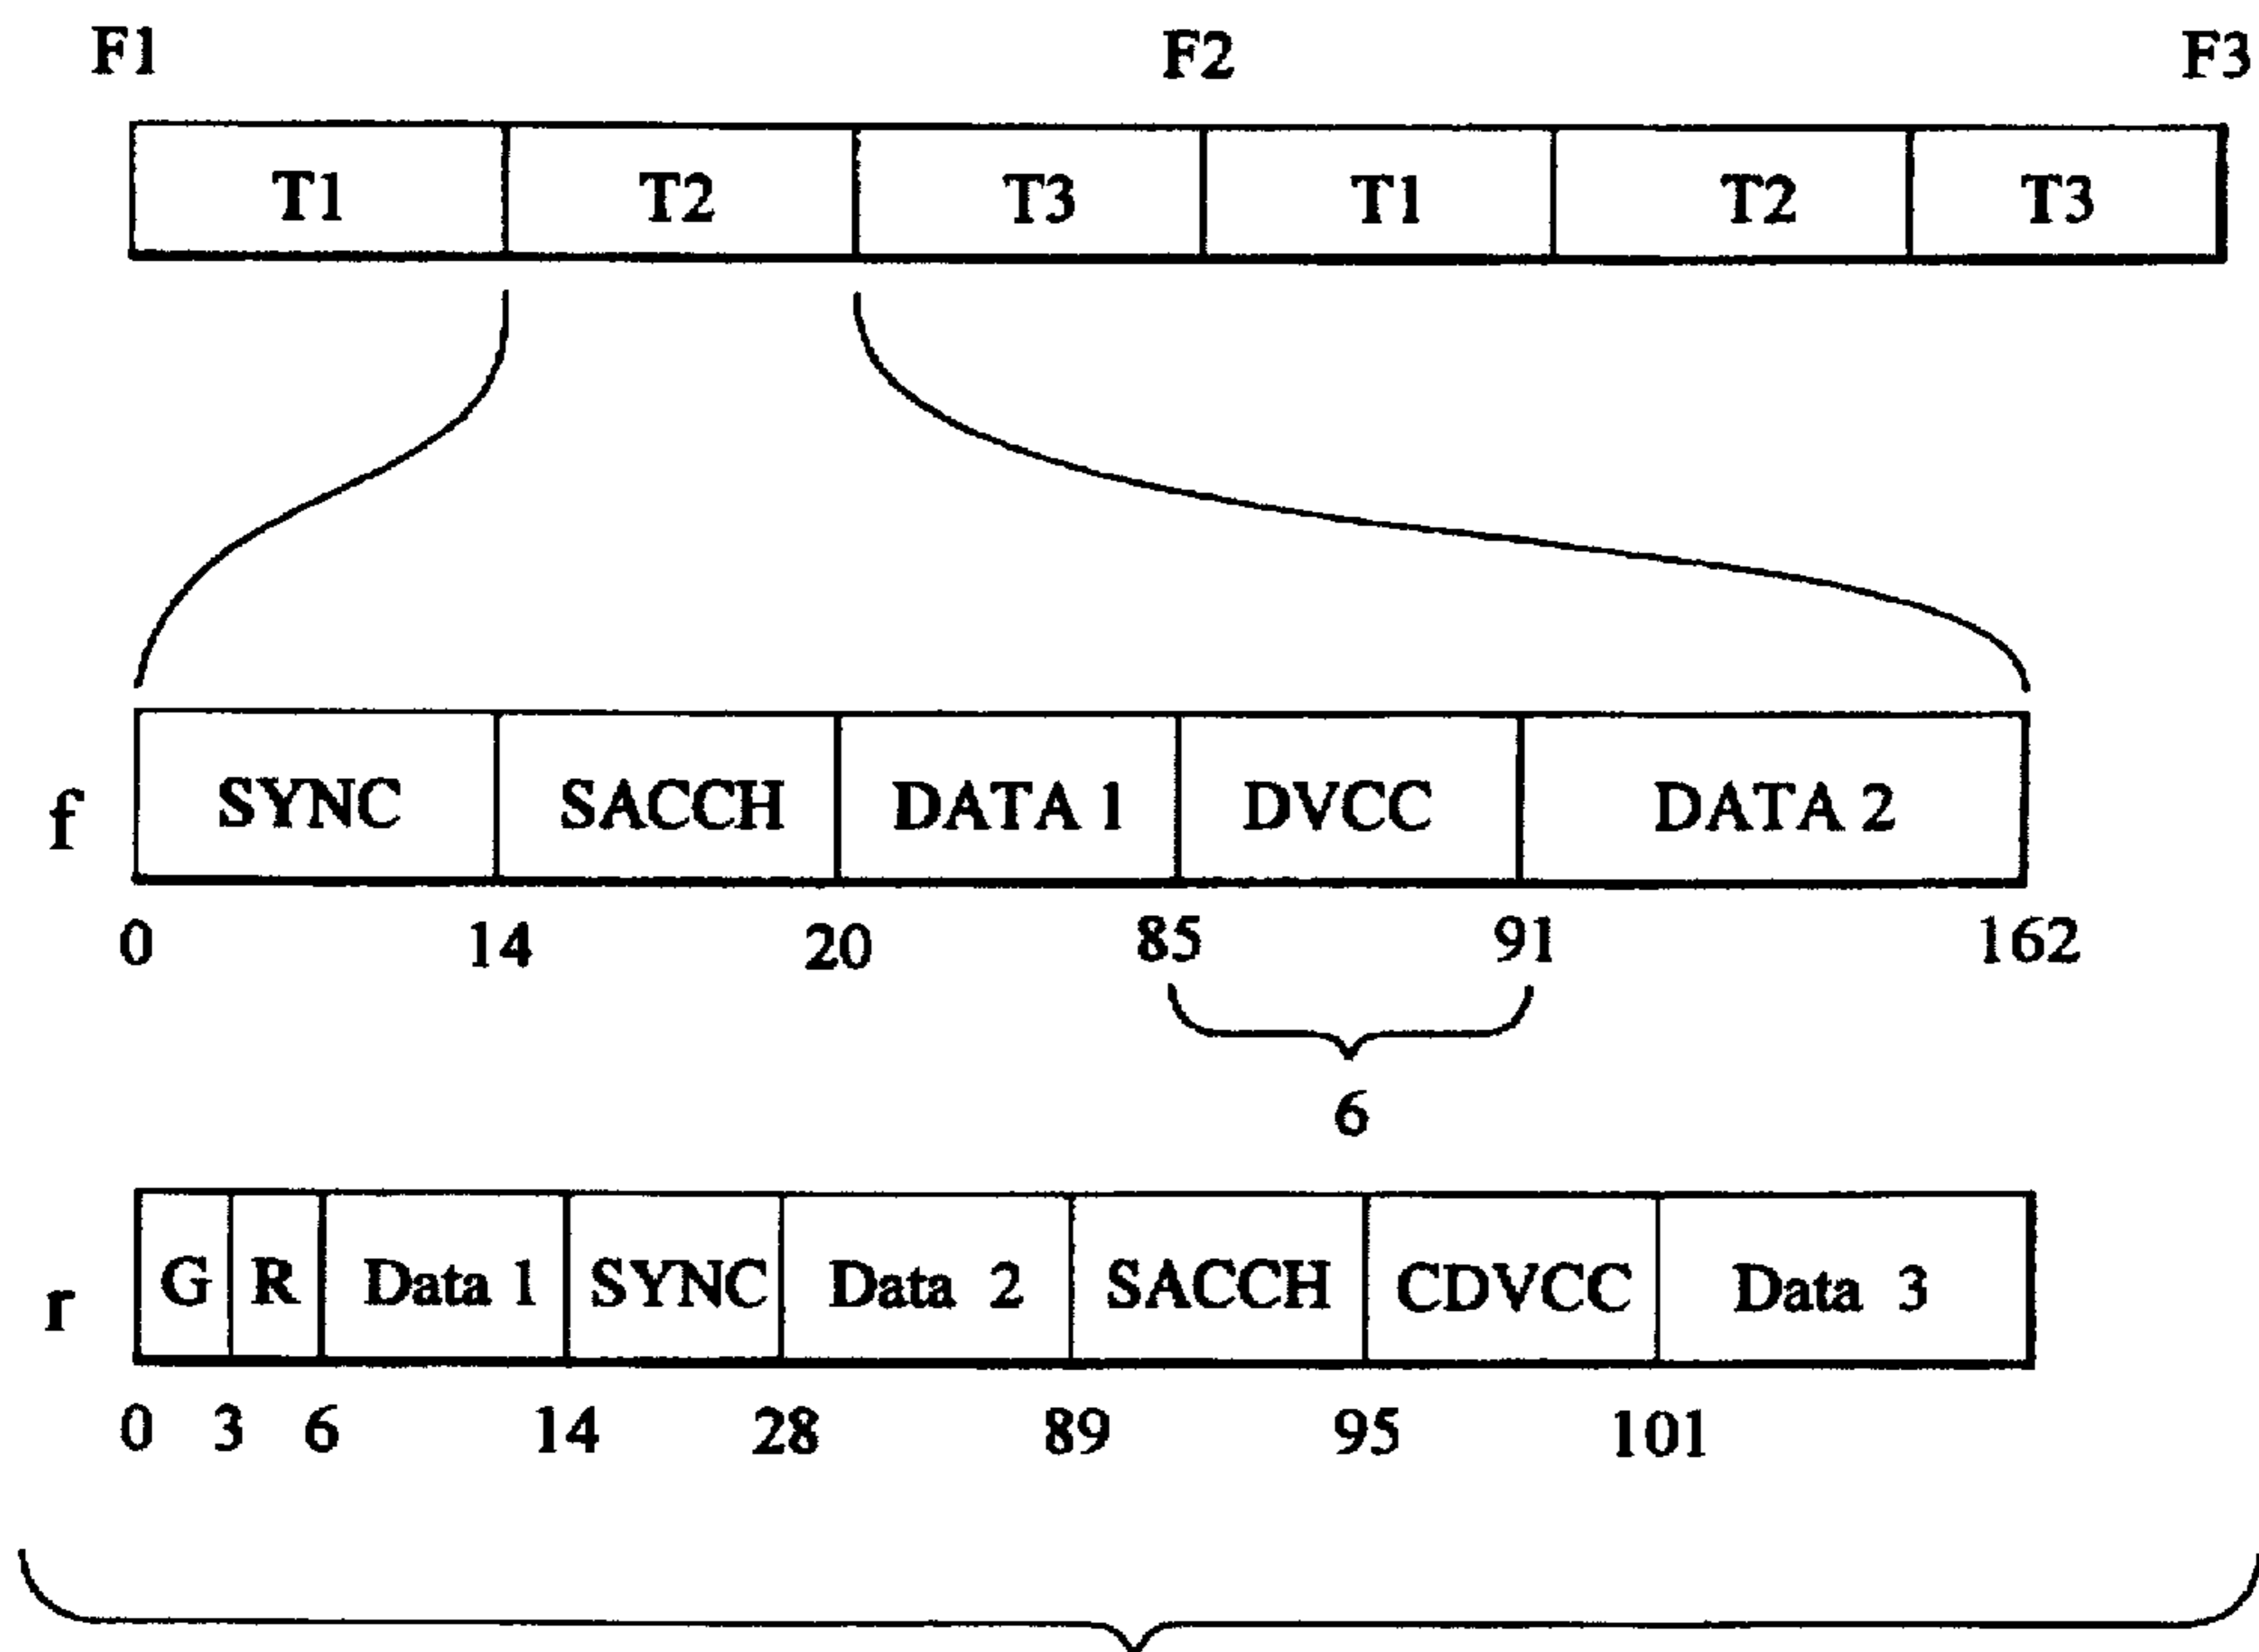 F1 F2 F3
T1 T2 T3 T1 T2 T3
f SYNC SACCH DATA 1 DVCC DATA 2
0 14 20 85 91 162
6
r G R Data 1 SYNC Data 2 SACCH CDVCC Data 3
0 3 6 14 28 89 95 101